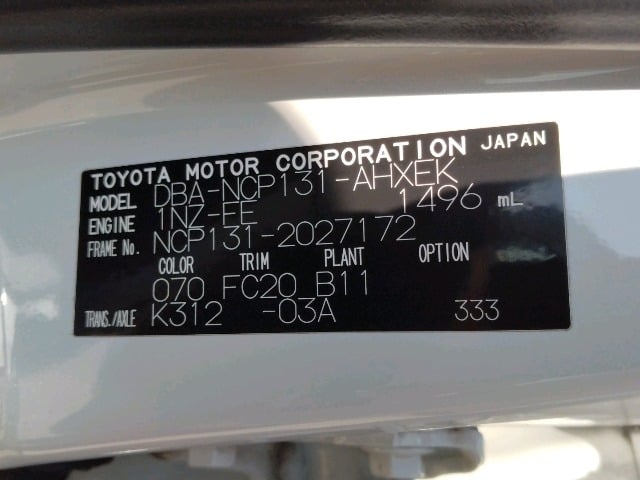 TOYOTA MOTOR CORPORATION JAPAN
MODEL DBA-NCP131-AHXEK
ENGINE 1NZ-FE 1496 mL
FRAME No. NCP131-2027172
COLOR TRIM PLANT OPTION
070 FC20 B11
TRANS./AXLE K312 -03A 333